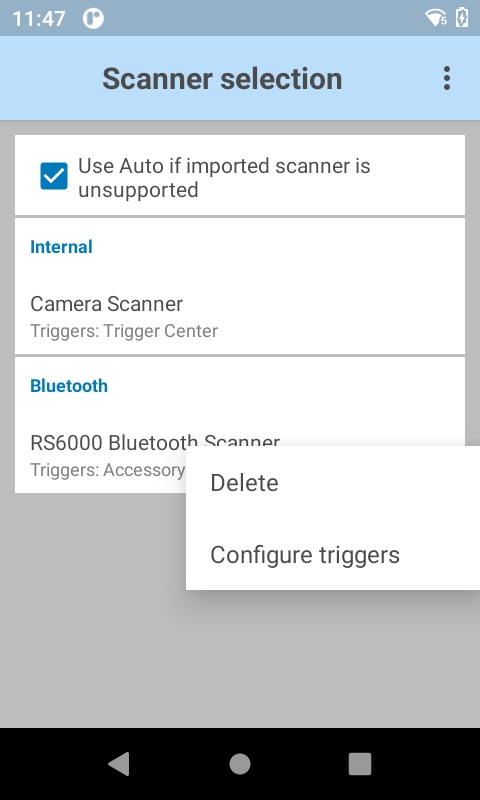 11:47
5
Scanner selection
Use Auto if imported scanner is
unsupported
Internal
Camera Scanner
Triggers: Trigger Center
Bluetooth
RS6000 Bluetooth Scanner
Triggers: Accessory
Delete
Configure triggers